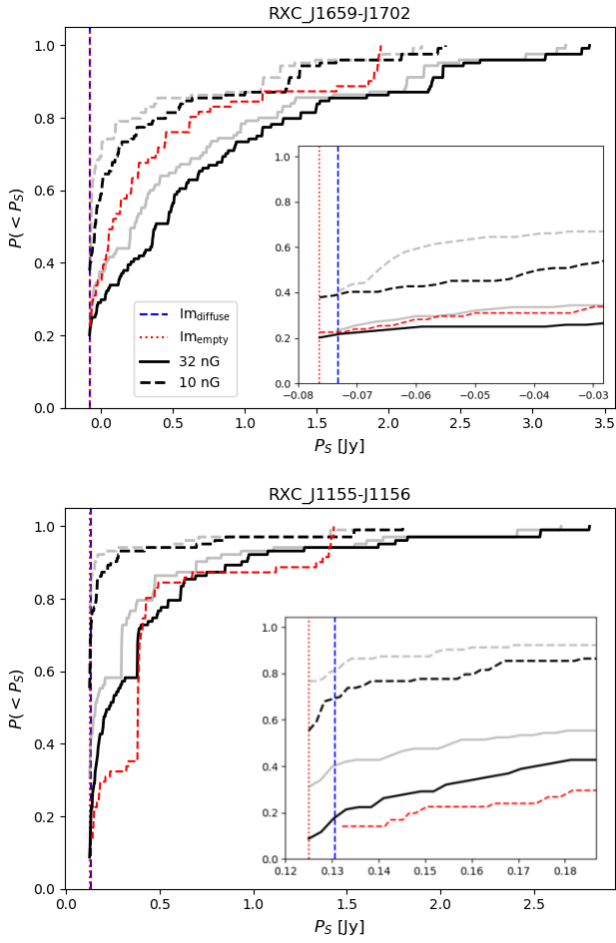 RXC_J1659-J1702
1.0
0.8
0.6
0.4
0.2
0.0
P(< P_S)
Im_diffuse
Im_empty
32 nG
10 nG
1.0
0.8
0.6
0.4
0.2
0.0
−0.08 −0.07 −0.06 −0.05 −0.04 −0.03
0.0 0.5 1.0 1.5 2.0 2.5 3.0 3.5
P_S [Jy]
RXC_J1155-J1156
1.0
0.8
0.6
0.4
0.2
0.0
P(< P_S)
1.0
0.8
0.6
0.4
0.2
0.0
0.12 0.13 0.14 0.15 0.16 0.17 0.18
0.0 0.5 1.0 1.5 2.0 2.5
P_S [Jy]